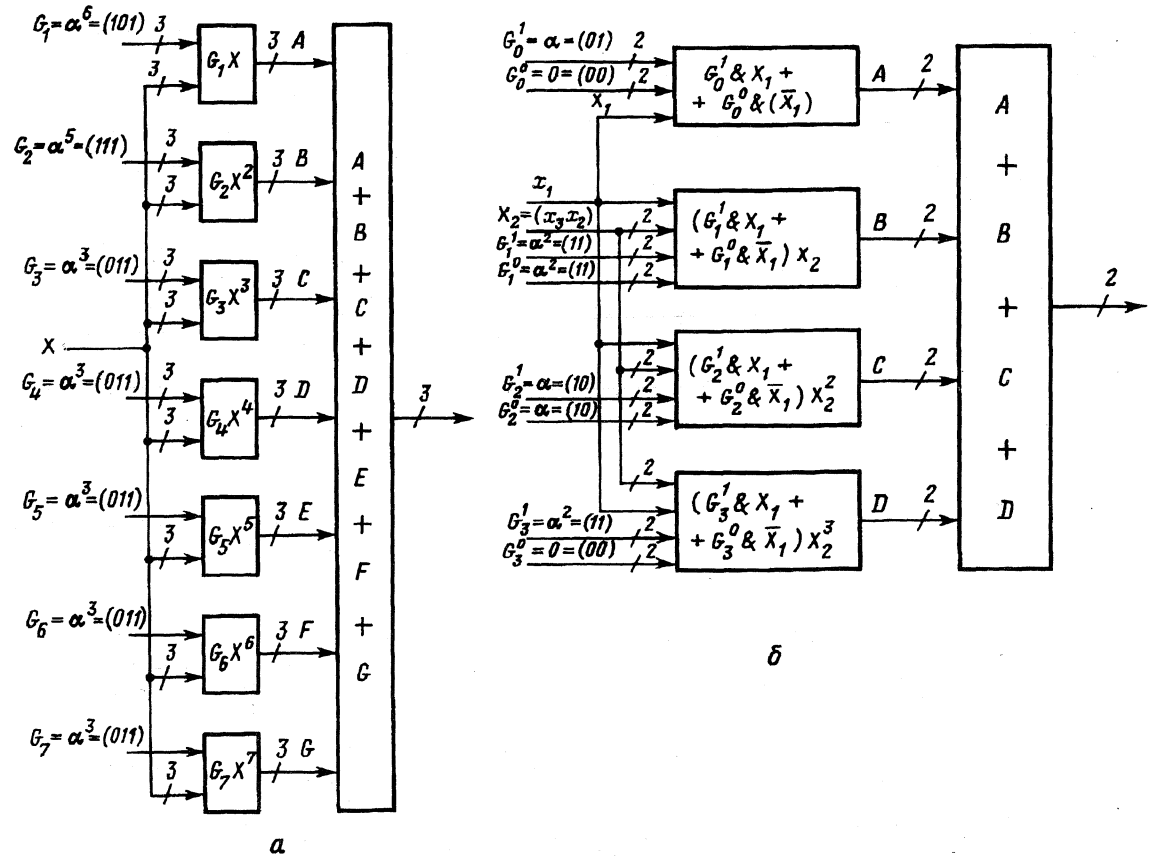 G₁= α⁶=(101)
3
3
G₁X
3 A
G₂= α⁵=(111)
3
3
G₂X²
3 B
G₃= α³=(011)
3
3
G₃X³
3 C
X
G₄= α³=(011)
3
3
G₄X⁴
3 D
G₅= α³=(011)
3
3
G₅X⁵
3 E
G₆= α³=(011)
3
3
G₆X⁶
3 F
G₇= α³=(011)
3
3
G₇X⁷
3 G
A
+
B
+
C
+
D
+
E
+
F
+
G
3
а
G₀¹= α=(01) 2
G₀⁰= 0=(00) 2
X₁
G₀¹& X₁ +
+ G₀⁰&(X̅₁)
A 2
x₁
X₂=(x₃x₂) 2
G₁¹= α²=(11) 2
G₁⁰= α²=(11) 2
(G₁¹& X₁ +
+ G₁⁰& X̅₁) X₂
B 2
2
G₂¹= α=(10) 2
G₂⁰= α=(10) 2
(G₂¹& X₁ +
+ G₂⁰& X̅₁) X₂²
C 2
2
G₃¹= α²=(11) 2
G₃⁰= 0=(00) 2
(G₃¹& X₁ +
+ G₃⁰& X̅₁) X₂³
D 2
A
+
B
+
C
+
D
2
б